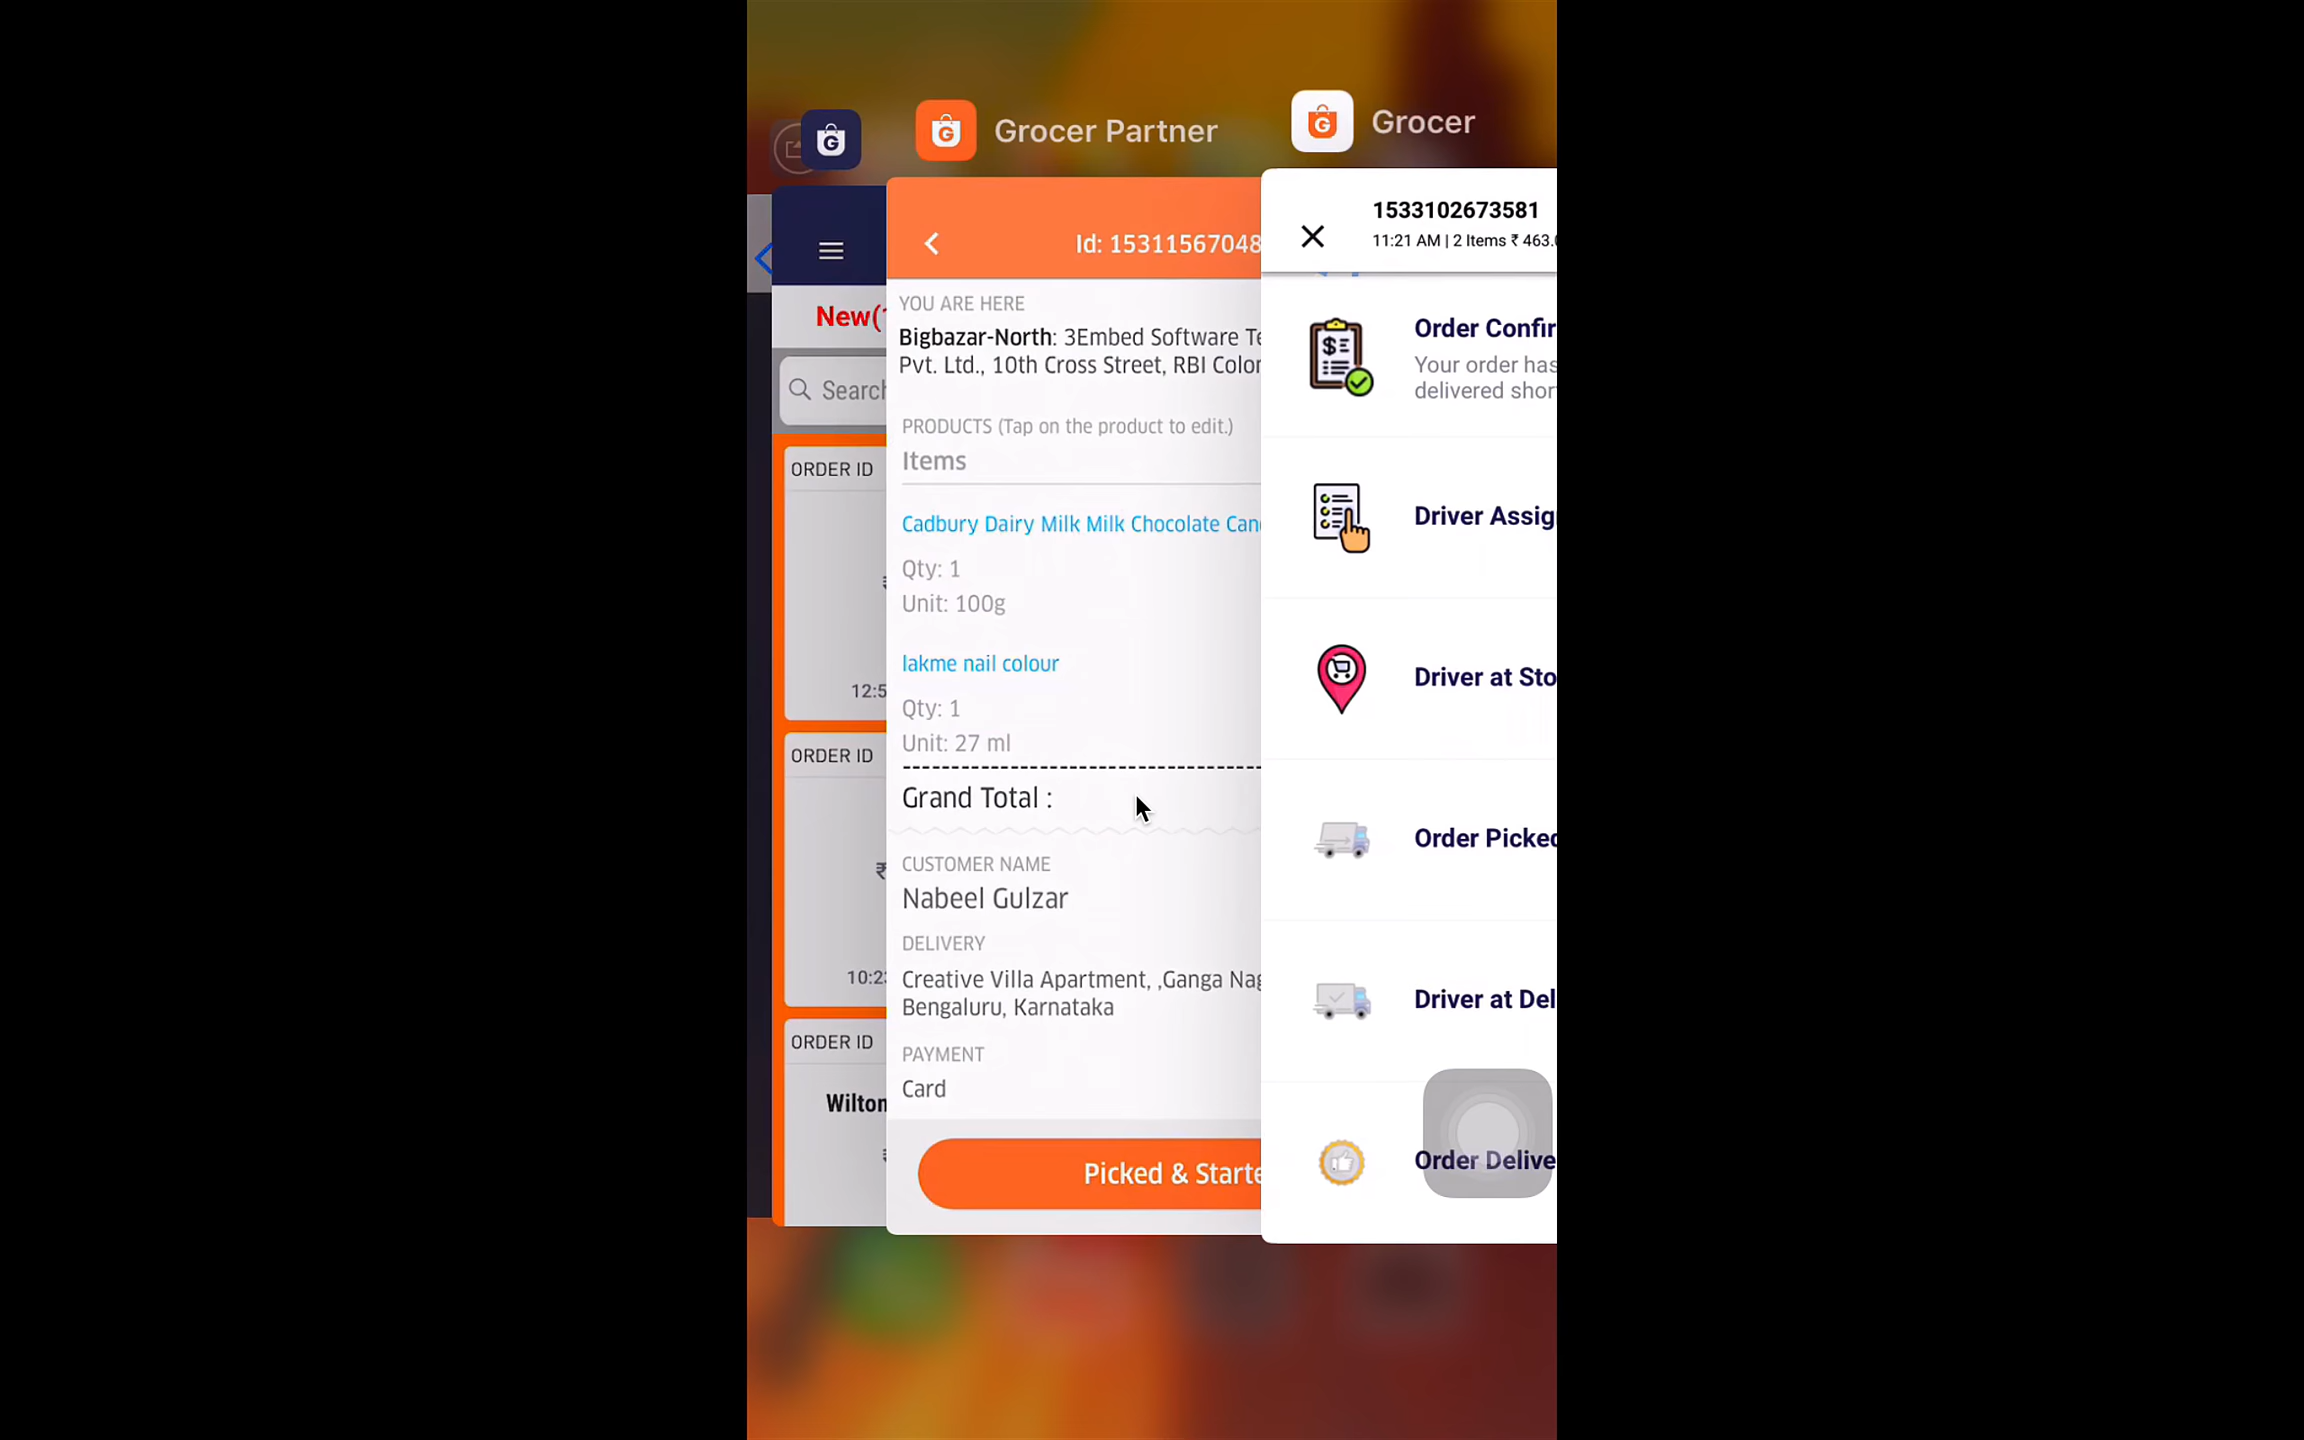 Grocer Partner
Grocer
New(
Search
ORDER ID
12:5
ORDER ID
₹
10:23
ORDER ID
Wilton
Id: 15311567048
YOU ARE HERE
Bigbazar-North: 3Embed Software Te
Pvt. Ltd., 10th Cross Street, RBI Color
PRODUCTS (Tap on the product to edit.)
Items
Cadbury Dairy Milk Milk Chocolate Can
Qty: 1
Unit: 100g
lakme nail colour
Qty: 1
Unit: 27 ml
Grand Total :
CUSTOMER NAME
Nabeel Gulzar
DELIVERY
Creative Villa Apartment, ,Ganga Nag
Bengaluru, Karnataka
PAYMENT
Card
Picked & Starte
1533102673581
11:21 AM | 2 Items ₹ 463.0
Order Confir
Your order has
delivered shor
Driver Assig
Driver at Sto
Order Picked
Driver at Del
Order Delive